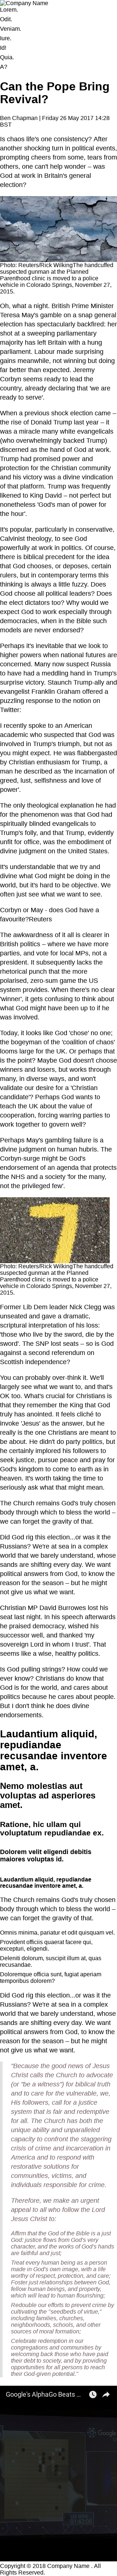 Company Name
Lorem.
Odit.
Veniam.
Iure.
Id!
Quia.
A?
Can the Pope Bring
Revival?
Ben Chapman | Friday 26 May 2017 14:28
BST
Is chaos life's one consistency? After
another shocking turn in political events,
prompting cheers from some, tears from
others, one can't help wonder -- was
God at work in Britain's general
election?
Photo: Reuters/Rick WilkingThe handcuffed
suspected gunman at the Planned
Parenthood clinic is moved to a police
vehicle in Colorado Springs, November 27,
2015.
Oh, what a night. British Prime Minister
Teresa May's gamble on a snap general
election has spectacularly backfired: her
shot at a sweeping parliamentary
majority has left Britain with a hung
parliament. Labour made surprising
gains meanwhile, not winning but doing
far better than expected. Jeremy
Corbyn seems ready to lead the
country, already declaring that 'we are
ready to serve'.
When a previous shock election came –
the rise of Donald Trump last year – it
was a miracle many white evangelicals
(who overwhelmingly backed Trump)
discerned as the hand of God at work.
Trump had promised to fend for
Christians and the for Christian minority,
and his victory was a divine vindication
of that platform. Trump was frequently
likened to King David – not perfect but
nonetheless 'God's man of power for
the hour'.
It's popular, particularly in conservative,
Calvinist theology, to see God
powerfully at work in politics. Of course,
there is biblical precedent for the idea
that God chooses, or deposes, certain
rulers, but in contemporary terms this
thinking is always a little fuzzy. Does
God choose all political leaders? Does
he elect dictators too? Why would we
expect God to work especially through
democracies, when in the Bible such
models are never endorsed?
Perhaps it's inevitable that we look to
higher powers when national futures are
concerned. Many now suspect Russia
to have had a meddling hand in Trump's
surprise victory. Staunch Trump ally and
evangelist Franklin Graham offered a
puzzling response to the notion on
Twitter:
I recently spoke to an American
academic who suspected that God was
involved in Trump's triumph, but not as
you might expect. He was exasperated
by Christian enthusiasm for Trump, a
man he described as 'the incarnation of
greed, lust, selfishness and love of
power'.
The only theological explanation he had
for the phenomenon was that God had
spiritually blinded evangelicals to
Trump's folly, and that Trump, evidently
unfit for office, was the embodiment of
divine judgment on the United States.
It's understandable that we try and
divine what God might be doing in the
world, but it's hard to be objective. We
often just see what we want to see.
Corbyn or May - does God have a
favourite?Reuters
The awkwardness of it all is clearer in
British politics – where we have more
parties, and vote for local MPs, not a
president. It supposedly lacks the
rhetorical punch that the more
polarised, zero-sum game the US
system provides. When there's no clear
'winner', it gets confusing to think about
what God might have been up to if he
was involved.
Today, it looks like God 'chose' no one;
the bogeyman of the 'coalition of chaos'
looms large for the UK. Or perhaps that
is the point? Maybe God doesn't choose
winners and losers, but works through
many, in diverse ways, and won't
validate our desire for a 'Christian
candidate'? Perhaps God wants to
teach the UK about the value of
cooperation, forcing warring parties to
work together to govern well?
Perhaps May's gambling failure is a
divine judgment on human hubris. The
Corbyn-surge might be God's
endorsement of an agenda that protects
the NHS and a society 'for the many,
not the privileged few'.
Photo: Reuters/Rick WilkingThe handcuffed
suspected gunman at the Planned
Parenthood clinic is moved to a police
vehicle in Colorado Springs, November 27,
2015.
Former Lib Dem leader Nick Clegg was
unseated and gave a dramatic,
scriptural interpretation of his loss:
'those who live by the sword, die by the
sword'. The SNP lost seats – so is God
against a second referendum on
Scottish independence?
You can probably over-think it. We'll
largely see what we want to, and that's
OK too. What's crucial for Christians is
that they remember the King that God
truly has anointed. It feels cliché to
invoke 'Jesus' as the answer, but he
really is the one Christians are meant to
be about. He didn't do party politics, but
he certainly inspired his followers to
seek justice, pursue peace and pray for
God's kingdom to come to earth as in
heaven. It's worth taking the time to
seriously ask what that might mean.
The Church remains God's truly chosen
body through which to bless the world –
we can forget the gravity of that.
Did God rig this election...or was it the
Russians? We're at sea in a complex
world that we barely understand, whose
sands are shifting every day. We want
political answers from God, to know the
reason for the season – but he might
not give us what we want.
Christian MP David Burrowes lost his
seat last night. In his speech afterwards
he praised democracy, wished his
successor well, and thanked 'my
sovereign Lord in whom I trust'. That
seems like a wise, healthy politics.
Is God pulling strings? How could we
ever know? Christians do know that
God is for the world, and cares about
politics because he cares about people.
But I don't think he does divine
endorsements.
Laudantium aliquid,
repudiandae
recusandae inventore
amet, a.
Nemo molestias aut
voluptas ad asperiores
amet.
Ratione, hic ullam qui
voluptatum repudiandae ex.
Dolorem velit eligendi debitis
maiores voluptas id.
Laudantium aliquid, repudiandae
recusandae inventore amet, a.
The Church remains God's truly chosen
body through which to bless the world –
we can forget the gravity of that.
Omnis minima, pariatur et odit quisquam vel.
Provident officiis quaerat facere qui,
excepturi, eligendi.
Deleniti dolorum, suscipit illum at, quas
recusandae.
Doloremque officia sunt, fugiat aperiam
temporibus dolorem?
Did God rig this election...or was it the
Russians? We're at sea in a complex
world that we barely understand, whose
sands are shifting every day. We want
political answers from God, to know the
reason for the season – but he might
not give us what we want.
"Because the good news of Jesus
Christ calls the Church to advocate
(or "be a witness") for biblical truth
and to care for the vulnerable, we,
His followers, call for a justice
system that is fair and redemptive
for all. The Church has both the
unique ability and unparalleled
capacity to confront the staggering
crisis of crime and incarceration in
America and to respond with
restorative solutions for
communities, victims, and
individuals responsible for crime.
Therefore, we make an urgent
appeal to all who follow the Lord
Jesus Christ to:
Affirm that the God of the Bible is a just
God; justice flows from God's very
character, and the works of God's hands
are faithful and just;
Treat every human being as a person
made in God's own image, with a life
worthy of respect, protection, and care;
Foster just relationships between God,
fellow human beings, and property,
which will lead to human flourishing;
Redouble our efforts to prevent crime by
cultivating the "seedbeds of virtue,"
including families, churches,
neighborhoods, schools, and other
sources of moral formation;
Celebrate redemption in our
congregations and communities by
welcoming back those who have paid
their debt to society, and by providing
opportunities for all persons to reach
their God-given potential."
Google's AlphaGo Beats ...
Copyright © 2018 Company Name . All
Rights Reserved.